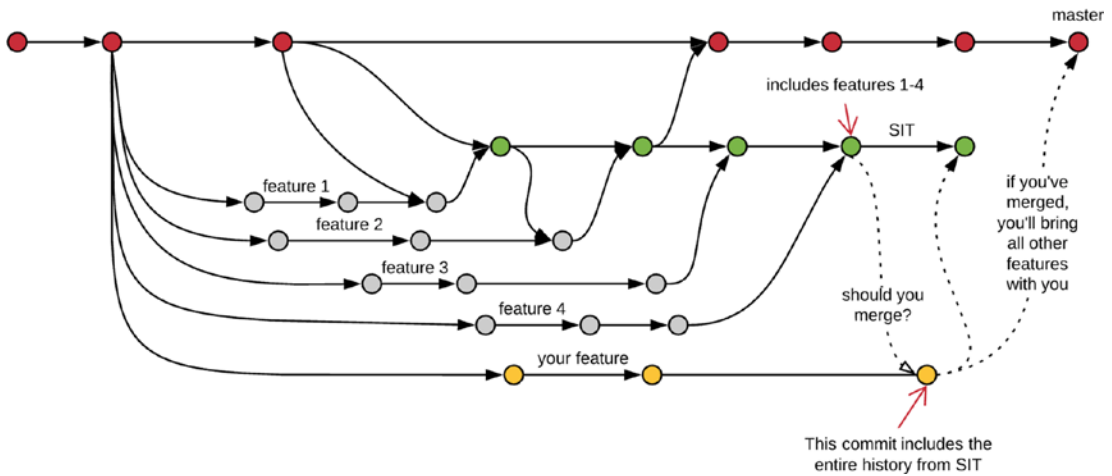 master
includes features 1-4
SIT
feature 1
feature 2
feature 3
feature 4
your feature
should you
merge?
if you've
merged,
you'll bring
all other
features
with you
This commit includes the
entire history from SIT